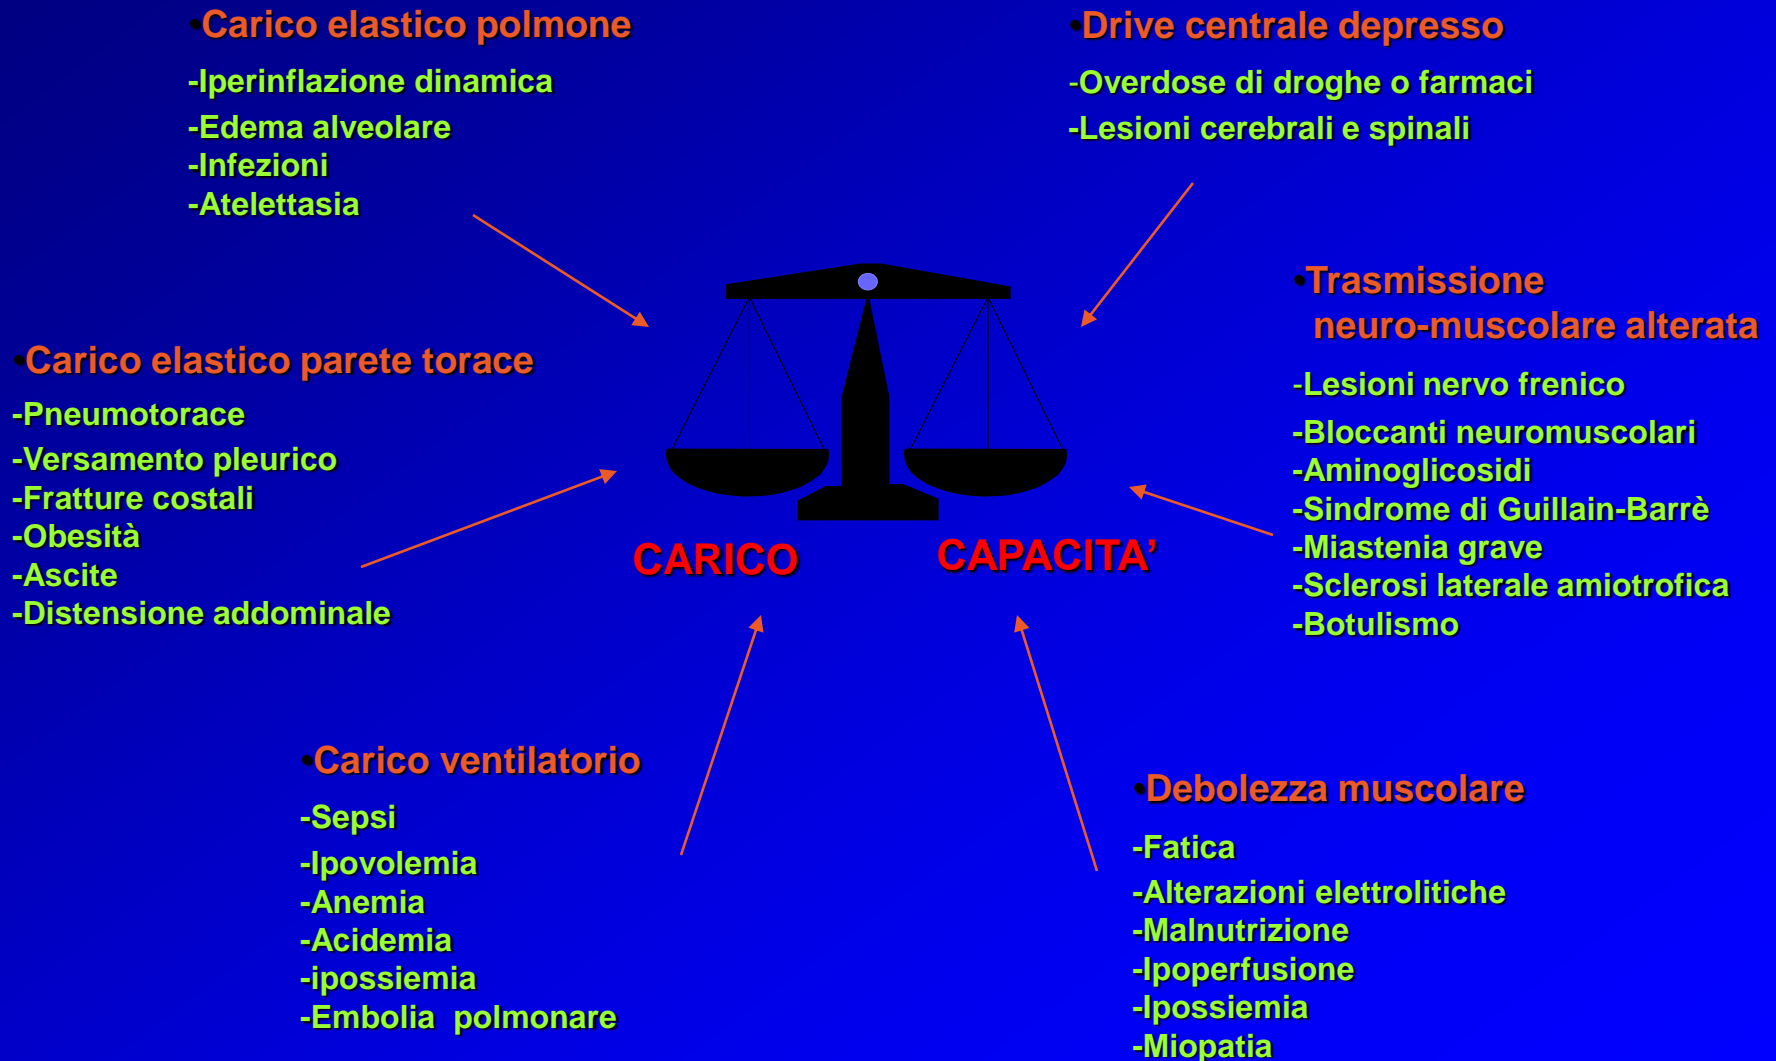 •Carico elastico polmone
-Iperinflazione dinamica
-Edema alveolare
-Infezioni
-Atelettasia
•Drive centrale depresso
-Overdose di droghe o farmaci
-Lesioni cerebrali e spinali
•Carico elastico parete torace
-Pneumotorace
-Versamento pleurico
-Fratture costali
-Obesità
-Ascite
-Distensione addominale
•Trasmissione
neuro-muscolare alterata
-Lesioni nervo frenico
-Bloccanti neuromuscolari
-Aminoglicosidi
-Sindrome di Guillain-Barrè
-Miastenia grave
-Sclerosi laterale amiotrofica
-Botulismo
CARICO
CAPACITA’
•Carico ventilatorio
-Sepsi
-Ipovolemia
-Anemia
-Acidemia
-ipossiemia
-Embolia polmonare
•Debolezza muscolare
-Fatica
-Alterazioni elettrolitiche
-Malnutrizione
-Ipoperfusione
-Ipossiemia
-Miopatia